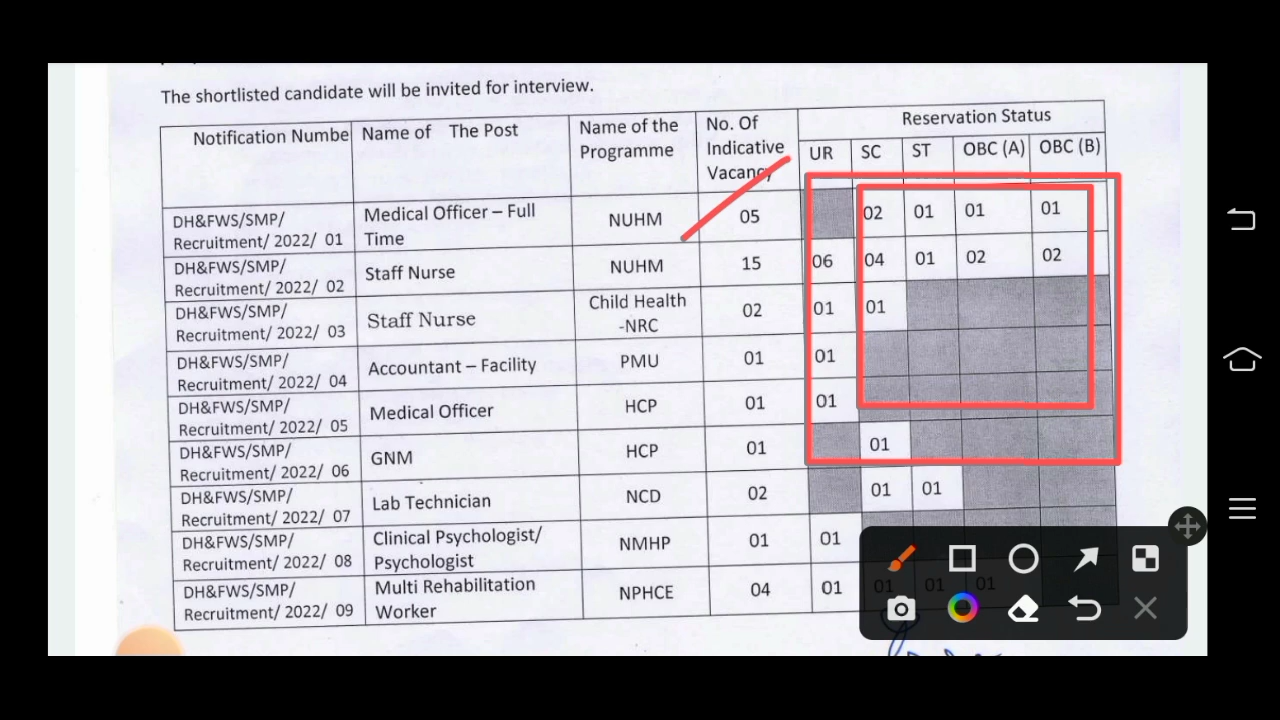 The shortlisted candidate will be invited for interview.
Notification Numbe Name of The Post Name of the Programme No. Of Indicative Vacancy Reservation Status
UR SC ST OBC (A) OBC (B)
DH&FWS/SMP/ Recruitment/ 2022/ 01 Medical Officer – Full Time NUHM 05 02 01 01 01
DH&FWS/SMP/ Recruitment/ 2022/ 02 Staff Nurse NUHM 15 06 04 01 02 02
DH&FWS/SMP/ Recruitment/ 2022/ 03 Staff Nurse Child Health -NRC 02 01 01
DH&FWS/SMP/ Recruitment/ 2022/ 04 Accountant – Facility PMU 01 01
DH&FWS/SMP/ Recruitment/ 2022/ 05 Medical Officer HCP 01 01
DH&FWS/SMP/ Recruitment/ 2022/ 06 GNM HCP 01 01
DH&FWS/SMP/ Recruitment/ 2022/ 07 Lab Technician NCD 02 01 01
DH&FWS/SMP/ Recruitment/ 2022/ 08 Clinical Psychologist/ Psychologist NMHP 01 01
DH&FWS/SMP/ Recruitment/ 2022/ 09 Multi Rehabilitation Worker NPHCE 04 01 01 01 01